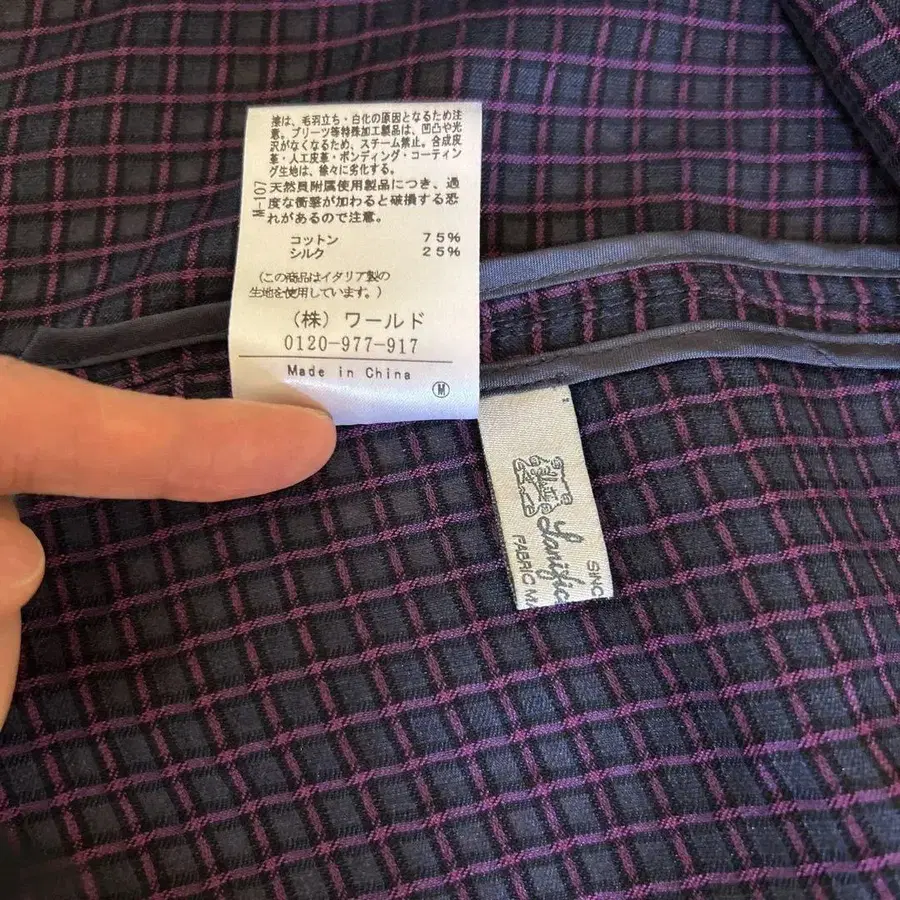 漆は、毛羽立ち・白化の原因となるため注
意。プリーツ等特殊加工製品は、凹凸や光
沢がなくなるため、スチーム禁止。合成皮
革・人工皮革・ボンディング・コーティン
グ生地は、徐々に劣化する。
M-107
天然貝附属使用製品につき、過
度な衝撃が加わると破損する恐
れがあるので注意。
コットン 75%
シルク 25%
(この商品はイタリア製の
生地を使用しています。)
(株) ワールド
0120-977-917
Made in China
M
Lanific
SINC
FABRIC MA